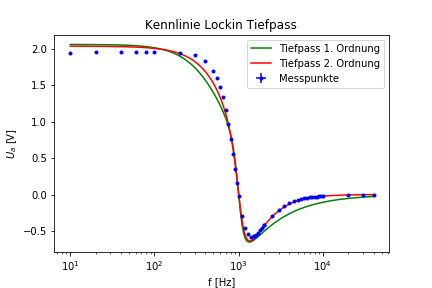 Kennlinie Lockin Tiefpass
Tiefpass 1. Ordnung
Tiefpass 2. Ordnung
Messpunkte
U_a [V]
2.0
1.5
1.0
0.5
0.0
−0.5
10^1
10^2
10^3
10^4
f [Hz]